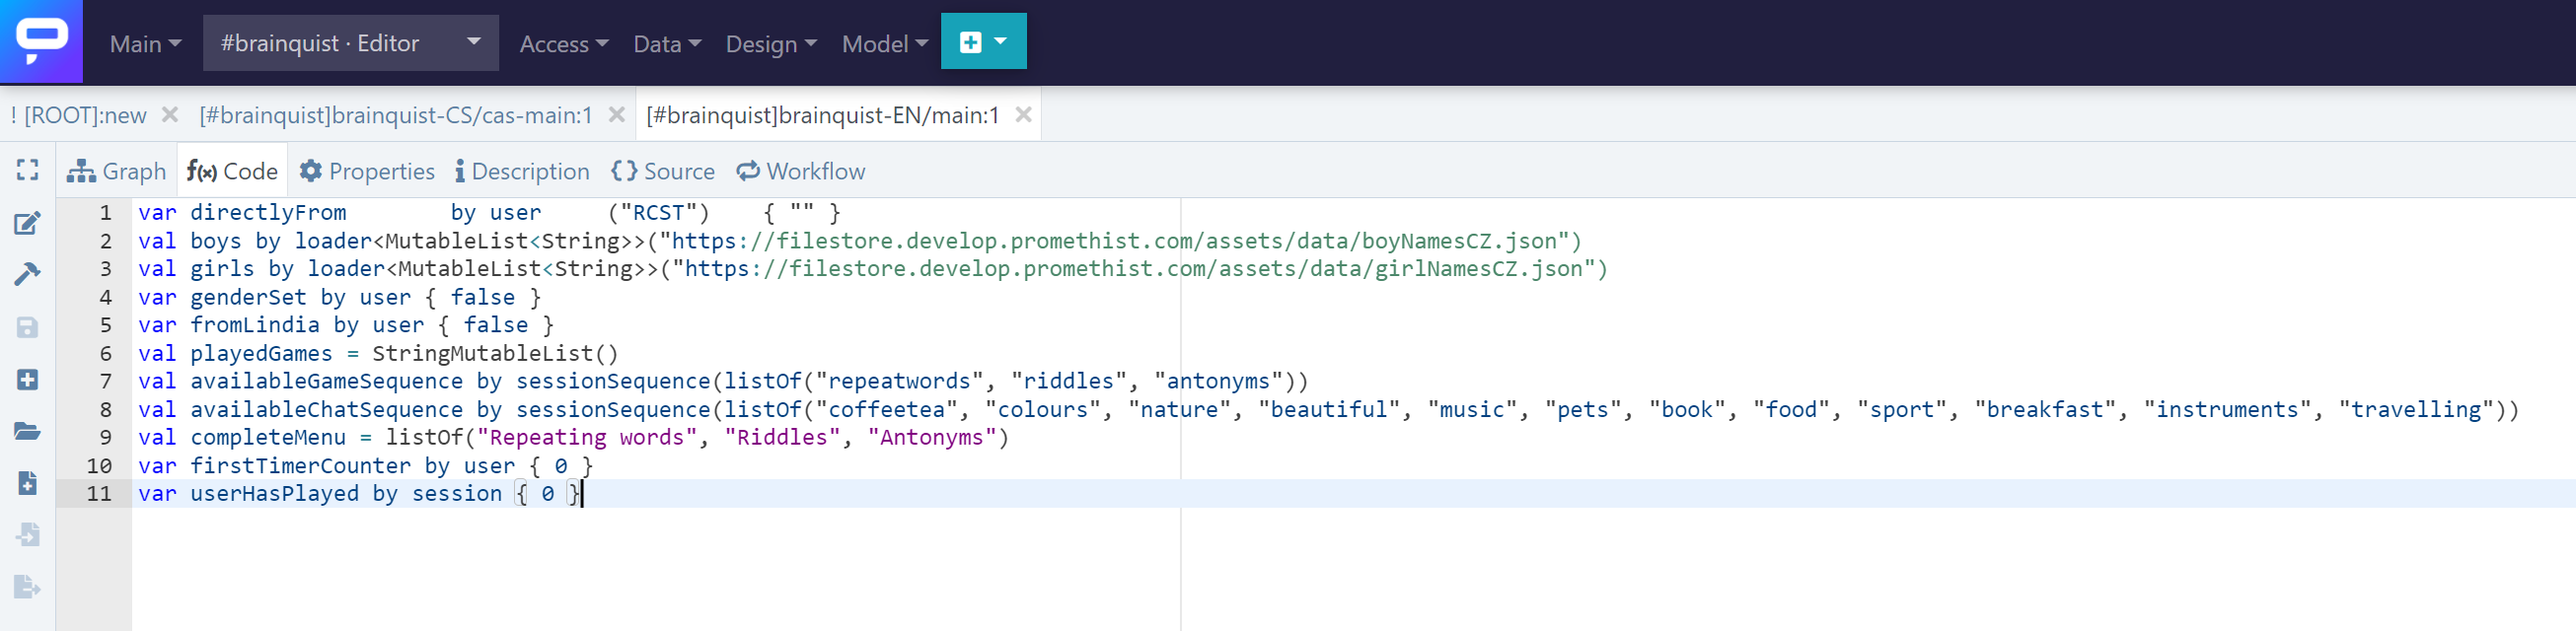 Main #brainquist · Editor Access Data Design Model
! [ROOT]:new [#brainquist]brainquist-CS/cas-main:1 [#brainquist]brainquist-EN/main:1
Graph f(x) Code Properties Description {} Source Workflow
1 var directlyFrom        by user     ("RCST")    { "" }
2 val boys by loader<MutableList<String>>("https://filestore.develop.promethist.com/assets/data/boyNamesCZ.json")
3 val girls by loader<MutableList<String>>("https://filestore.develop.promethist.com/assets/data/girlNamesCZ.json")
4 var genderSet by user { false }
5 var fromLindia by user { false }
6 val playedGames = StringMutableList()
7 val availableGameSequence by sessionSequence(listOf("repeatwords", "riddles", "antonyms"))
8 val availableChatSequence by sessionSequence(listOf("coffeetea", "colours", "nature", "beautiful", "music", "pets", "book", "food", "sport", "breakfast", "instruments", "travelling"))
9 val completeMenu = listOf("Repeating words", "Riddles", "Antonyms")
10 var firstTimerCounter by user { 0 }
11 var userHasPlayed by session { 0 }